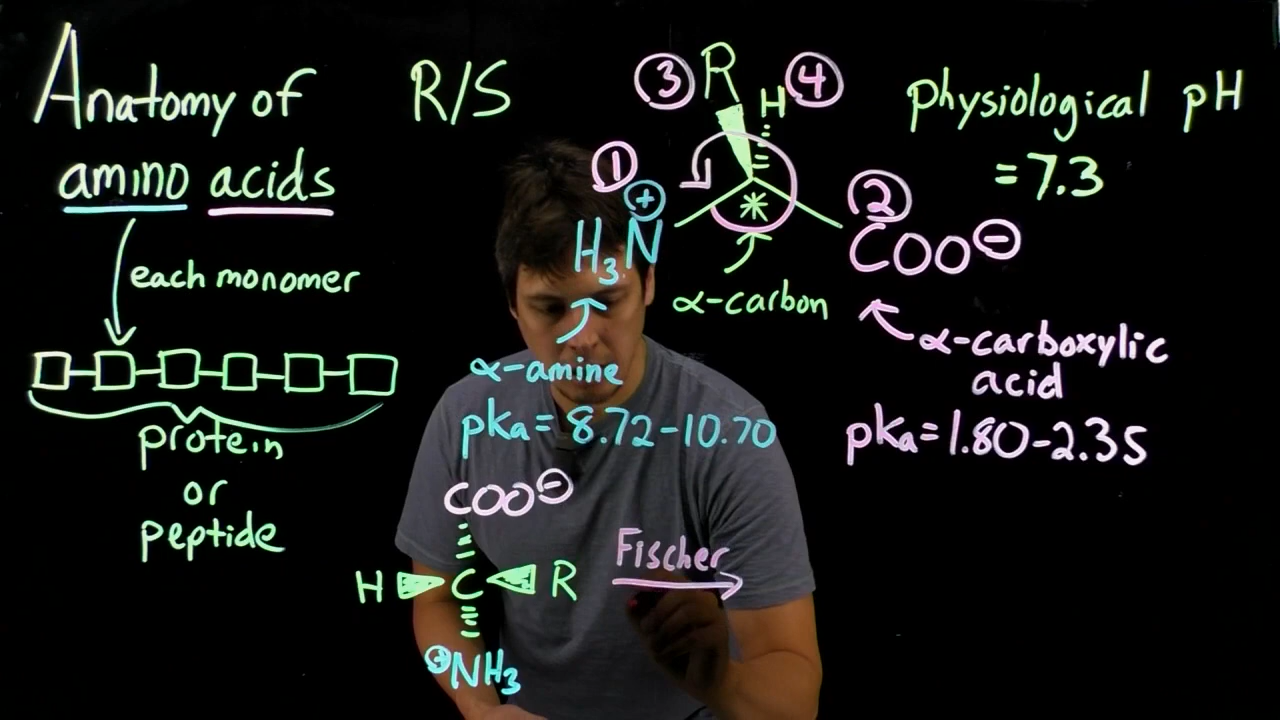 Anatomy of
amino acids
each monomer
protein
or
peptide
R/S
③ R H ④
①
H₃N⊕
* ② COO⊖
α-amine
pKa = 8.72-10.70
α-carbon
α-carboxylic
acid
pKa=1.80-2.35
physiological pH
=7.3
COO⊖
H C R
⊕NH₃
Fischer